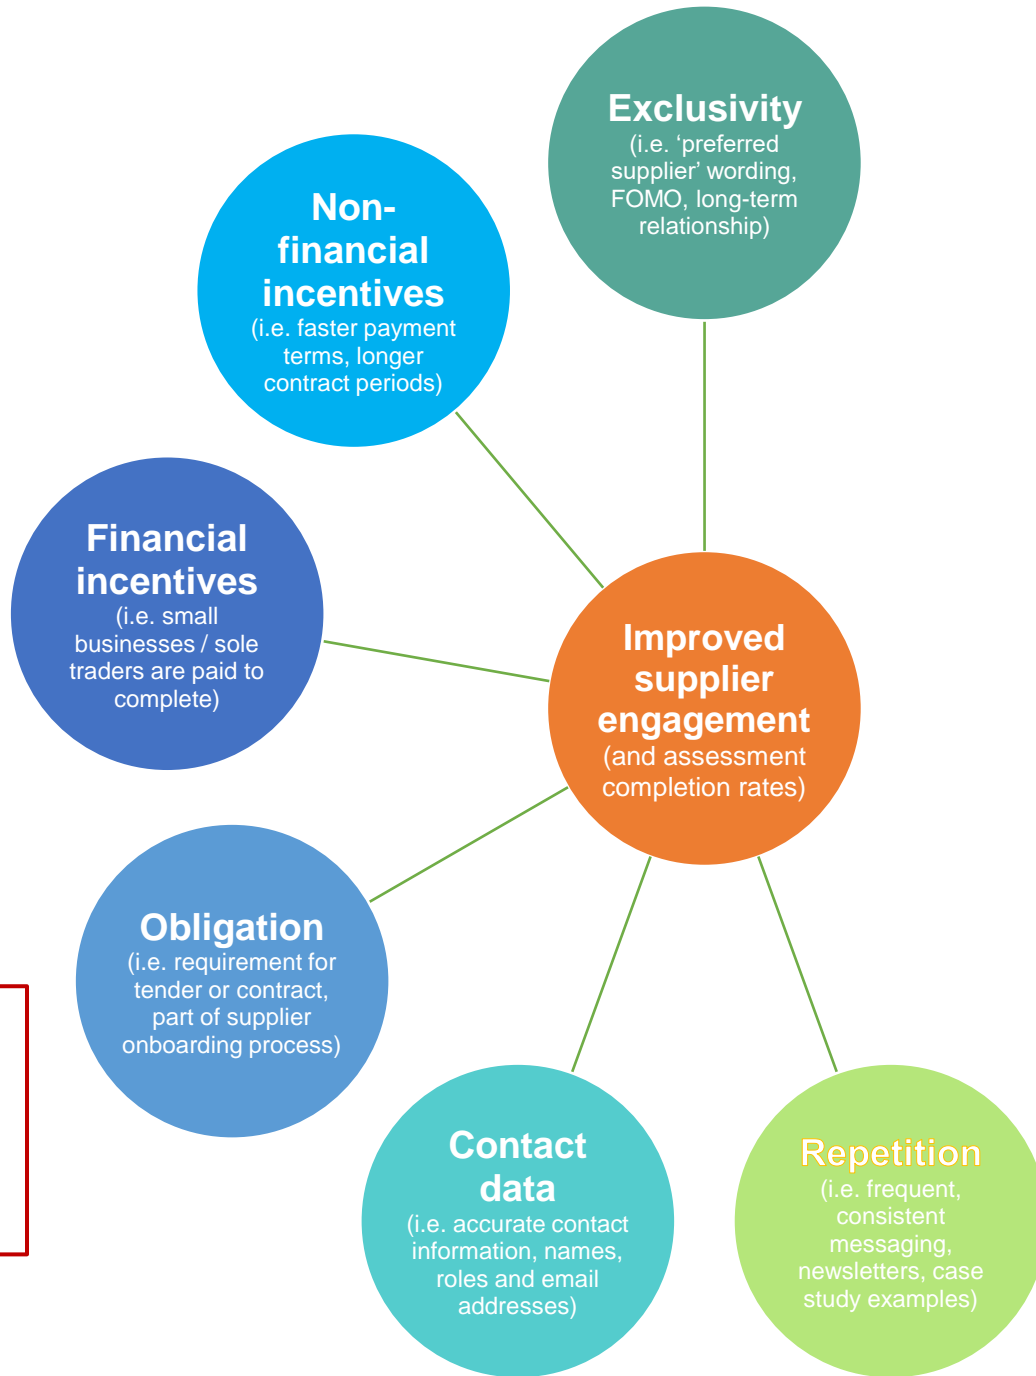 Exclusivity
(i.e. ‘preferred
supplier’ wording,
FOMO, long-term
relationship)
Non-
financial
incentives
(i.e. faster payment
terms, longer
contract periods)
Financial
incentives
(i.e. small
businesses / sole
traders are paid to
complete)
Improved
supplier
engagement
(and assessment
completion rates)
Obligation
(i.e. requirement for
tender or contract,
part of supplier
onboarding process)
Contact
data
(i.e. accurate contact
information, names,
roles and email
addresses)
Repetition
(i.e. frequent,
consistent
messaging,
newsletters, case
study examples)